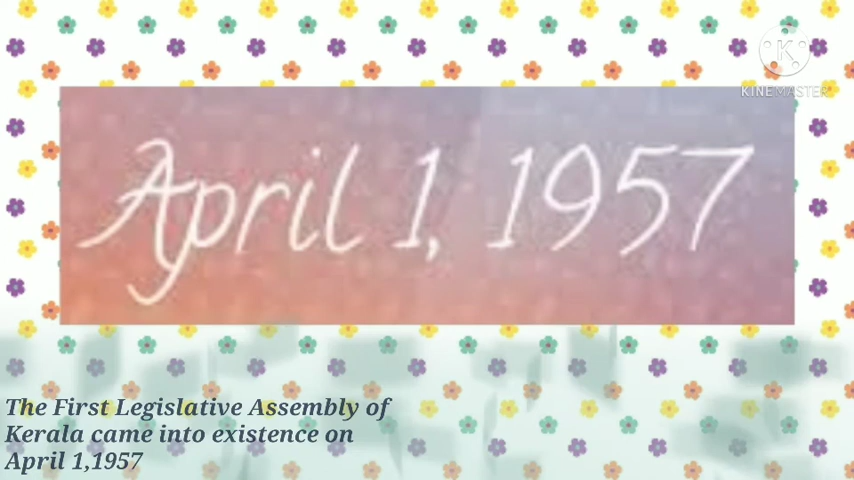 KINEMASTER
April 1, 1957
The First Legislative Assembly of
Kerala came into existence on
April 1,1957